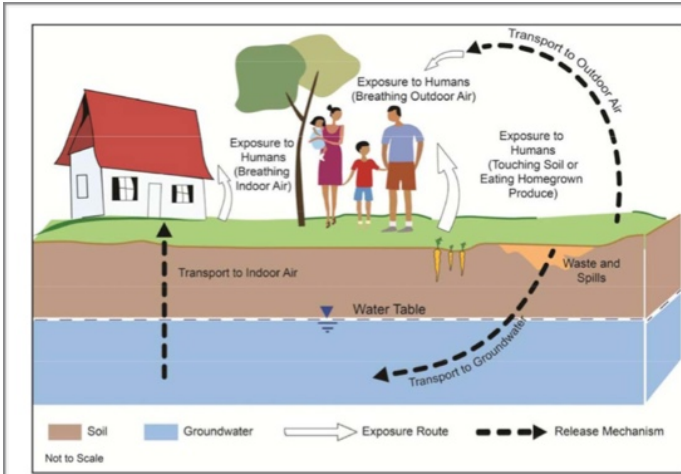 Transport to Outdoor Air
Exposure to Humans
(Breathing Outdoor Air)
Exposure to
Humans
(Breathing
Indoor Air)
Exposure to
Humans
(Touching Soil or
Eating Homegrown
Produce)
Transport to Indoor Air
Waste and
Spills
Water Table
Transport to Groundwater
Soil
Groundwater
Exposure Route
Release Mechanism
Not to Scale